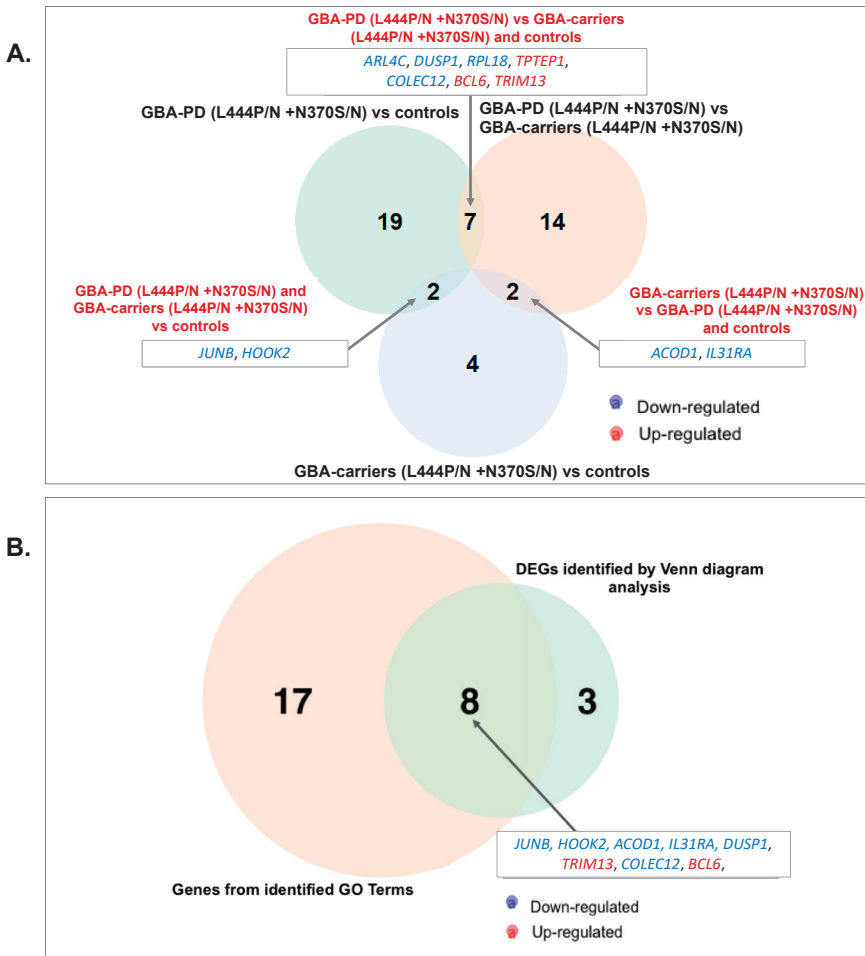 A.
GBA-PD (L444P/N +N370S/N) vs GBA-carriers
(L444P/N +N370S/N) and controls
ARL4C, DUSP1, RPL18, TPTEP1,
COLEC12, BCL6, TRIM13
GBA-PD (L444P/N +N370S/N) vs controls
GBA-PD (L444P/N +N370S/N) vs
GBA-carriers (L444P/N +N370S/N)
19
7
14
2
2
GBA-PD (L444P/N +N370S/N) and
GBA-carriers (L444P/N +N370S/N)
vs controls
JUNB, HOOK2
GBA-carriers (L444P/N +N370S/N)
vs GBA-PD (L444P/N +N370S/N)
and controls
ACOD1, IL31RA
4
a Down-regulated
a Up-regulated
GBA-carriers (L444P/N +N370S/N) vs controls
B.
DEGs identified by Venn diagram
analysis
17
8
3
JUNB, HOOK2, ACOD1, IL31RA, DUSP1,
TRIM13, COLEC12, BCL6,
Genes from identified GO Terms
a Down-regulated
a Up-regulated